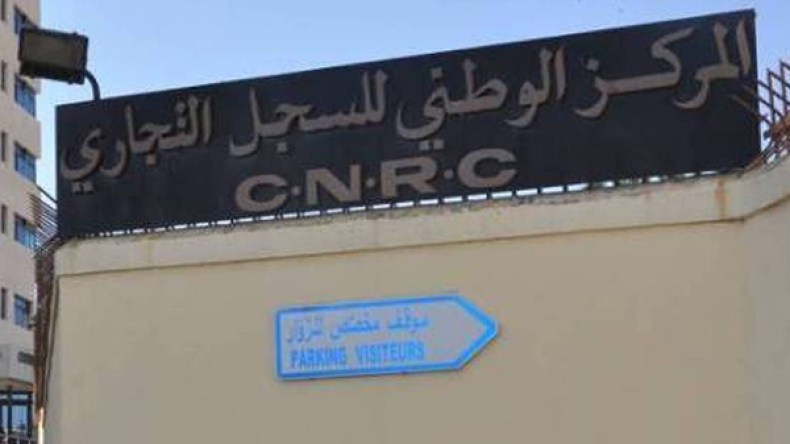 المركز الوطني للسجل التجاري
C.N.R.C
موقف مخصص للزوار
PARKING VISITEURS